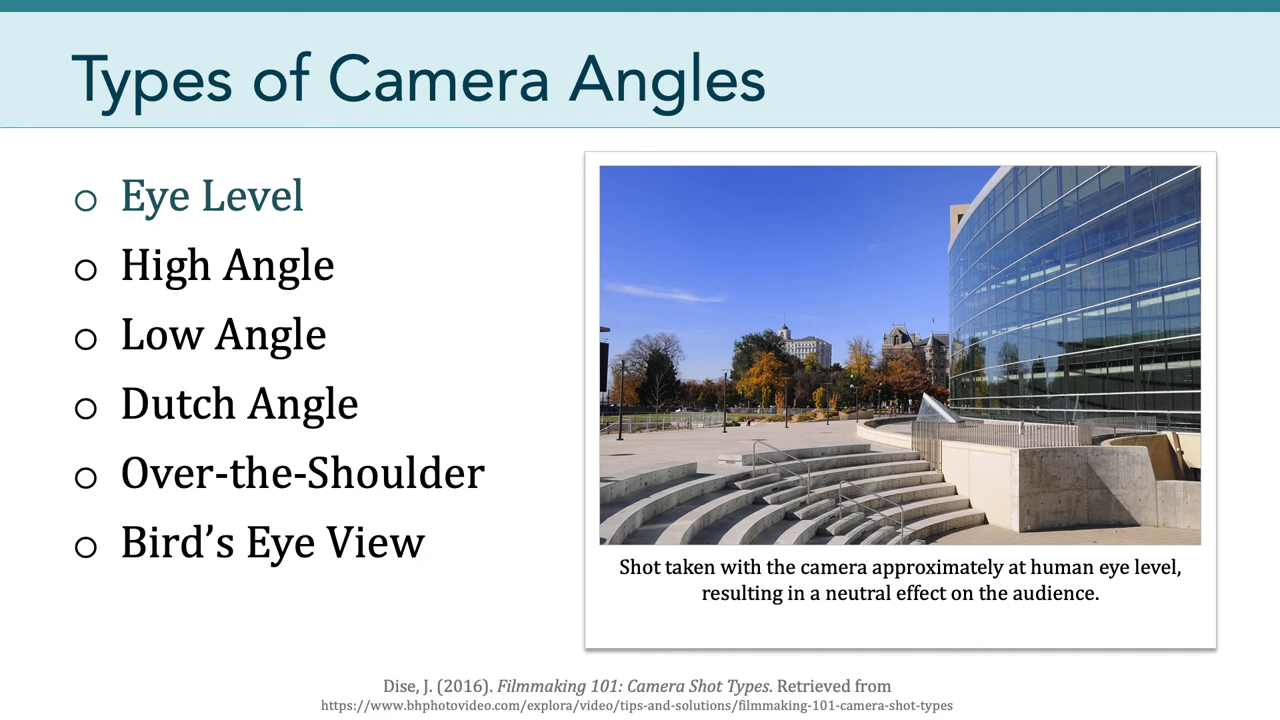 Types of Camera Angles
Eye Level
High Angle
Low Angle
Dutch Angle
Over-the-Shoulder
Bird’s Eye View
Shot taken with the camera approximately at human eye level,
resulting in a neutral effect on the audience.
Dise, J. (2016). Filmmaking 101: Camera Shot Types. Retrieved from
https://www.bhphotovideo.com/explora/video/tips-and-solutions/filmmaking-101-camera-shot-types